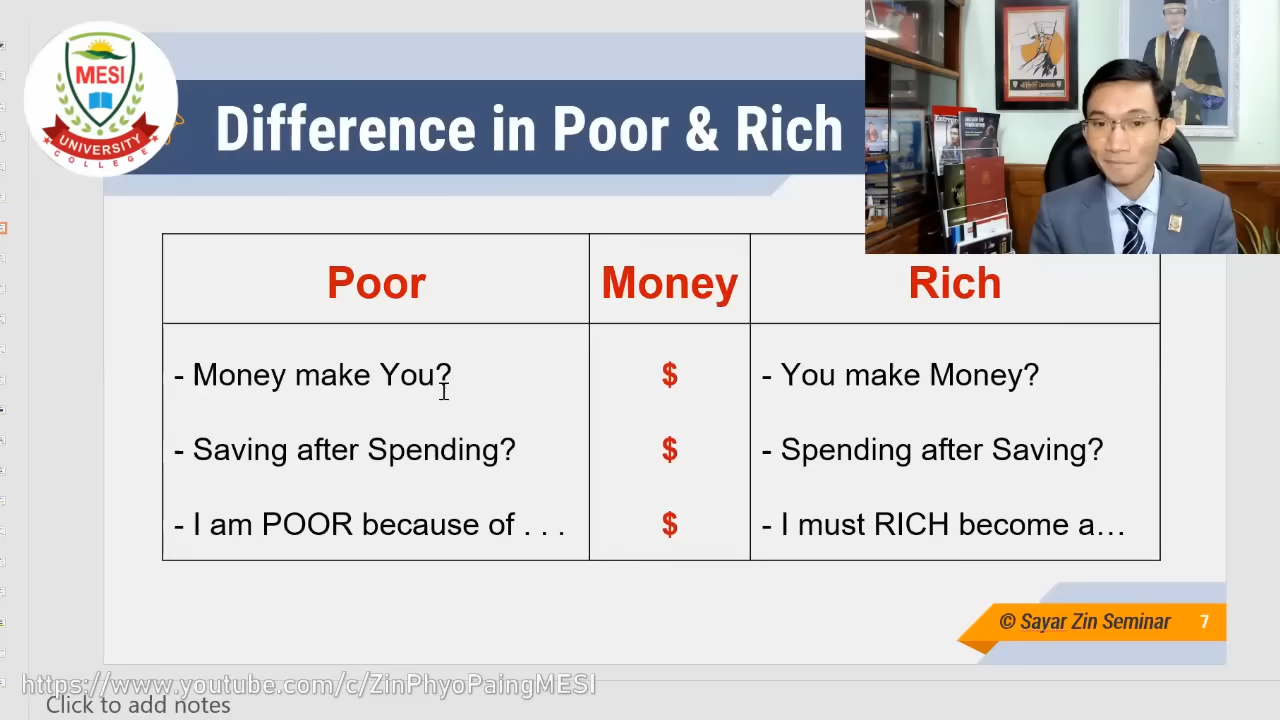 MESI
UNIVERSITY
COLLEGE
Difference in Poor & Rich
Poor
Money
Rich
- Money make You?
$
- You make Money?
- Saving after Spending?
$
- Spending after Saving?
- I am POOR because of . . .
$
- I must RICH become a…
© Sayar Zin Seminar
7
https://www.youtube.com/c/ZinPhyoPaingMESI
Click to add notes